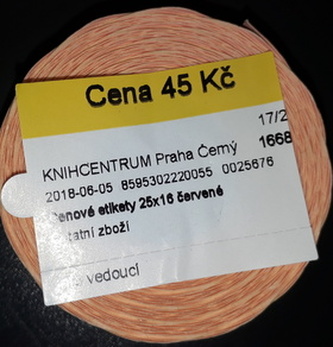 Cena 45 Kč
17/2
KNIHCENTRUM Praha Černý 1668
2018-06-05 8595302220055 0025676
Cenové etikety 25x16 červené
tatní zboží
vedoucí